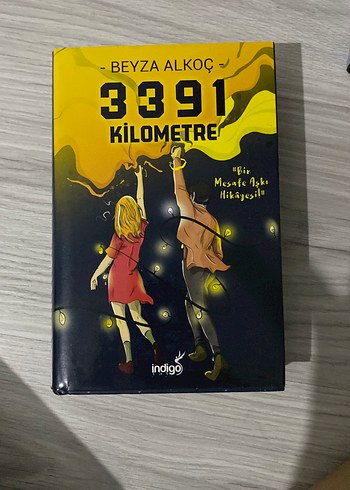 - BEYZA ALKOÇ -
3391
KİLOMETRE
"Bir
Mesafe Aşkı
Hikâyesi!"
indigo